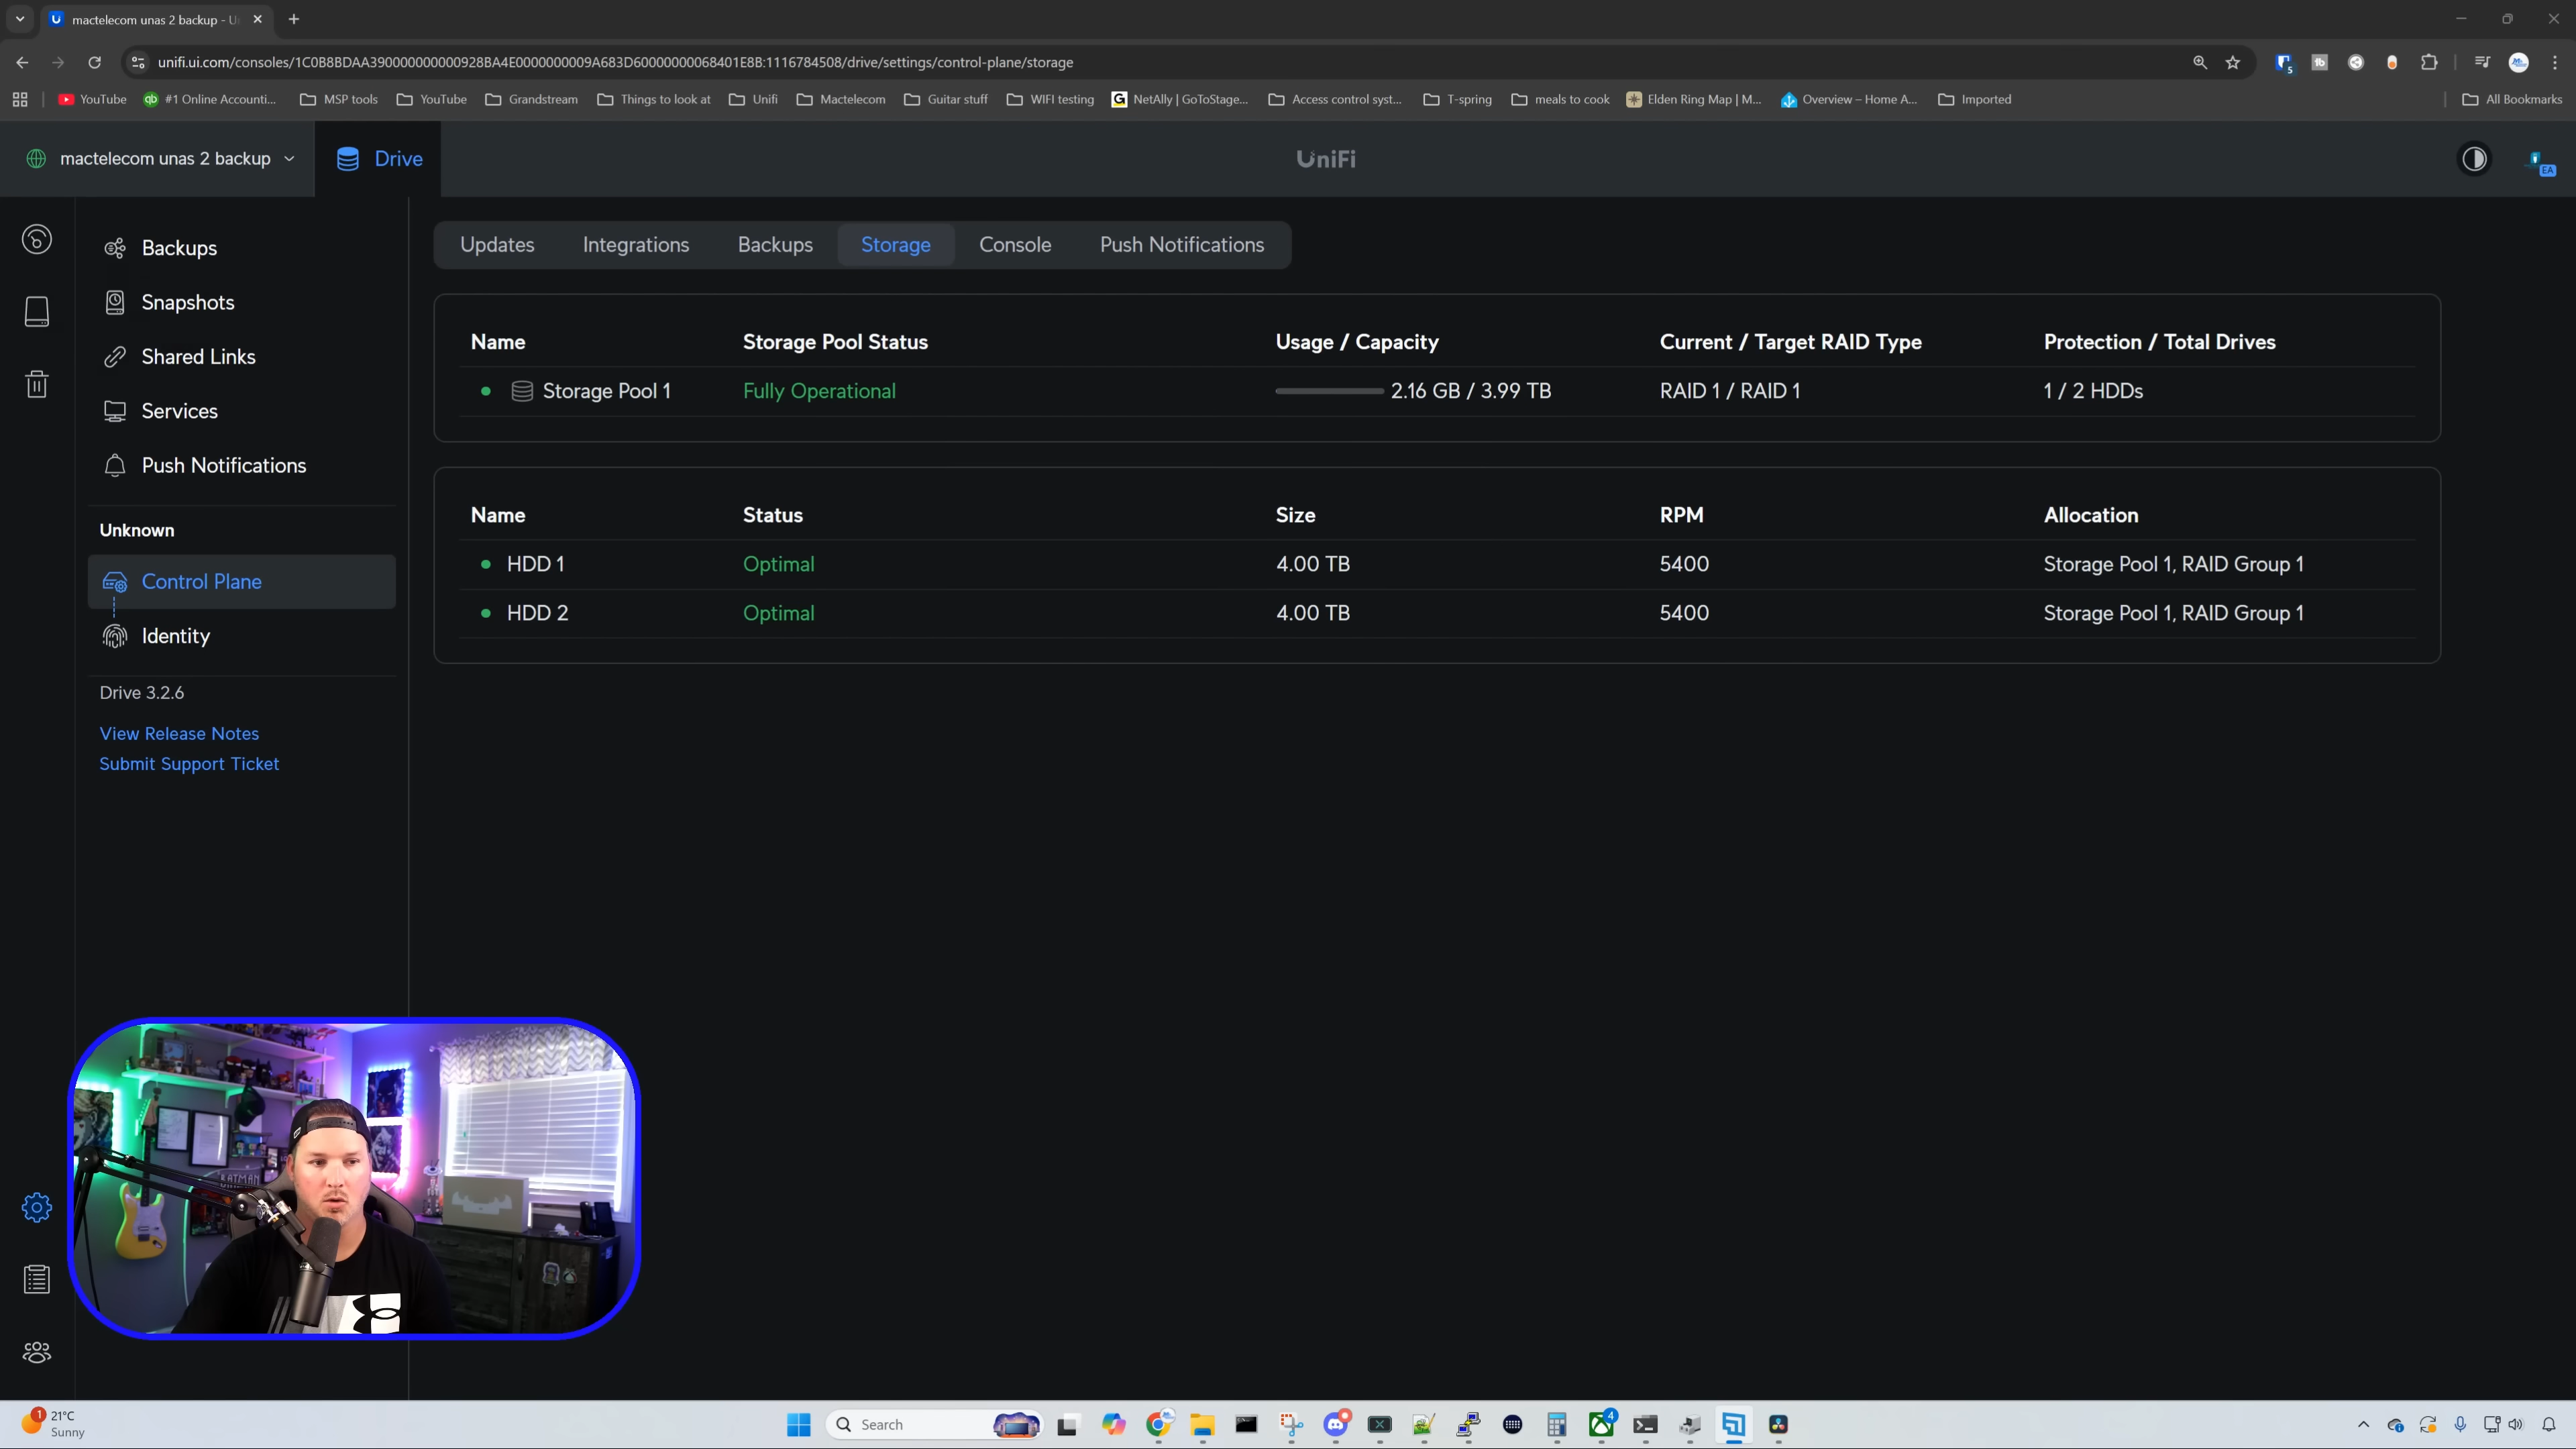 mactelecom unas 2 backup - U
unifi.ui.com/consoles/1C0B8BDAA390000000000928BA4E0000000009A683D60000000068401E8B:1116784508/drive/settings/control-plane/storage
YouTube #1 Online Accounti... MSP tools YouTube Grandstream Things to look at Unifi Mactelecom Guitar stuff WIFI testing NetAlly | GoToStage... Access control syst... T-spring meals to cook Elden Ring Map | M... Overview – Home A... Imported All Bookmarks
mactelecom unas 2 backup Drive UniFi EA
Backups
Snapshots
Shared Links
Services
Push Notifications
Unknown
Control Plane
Identity
Drive 3.2.6
View Release Notes
Submit Support Ticket
Updates Integrations Backups Storage Console Push Notifications
Name Storage Pool Status Usage / Capacity Current / Target RAID Type Protection / Total Drives
Storage Pool 1 Fully Operational 2.16 GB / 3.99 TB RAID 1 / RAID 1 1 / 2 HDDs
Name Status Size RPM Allocation
HDD 1 Optimal 4.00 TB 5400 Storage Pool 1, RAID Group 1
HDD 2 Optimal 4.00 TB 5400 Storage Pool 1, RAID Group 1
BATMAN
1 21°C
Sunny
Search
4